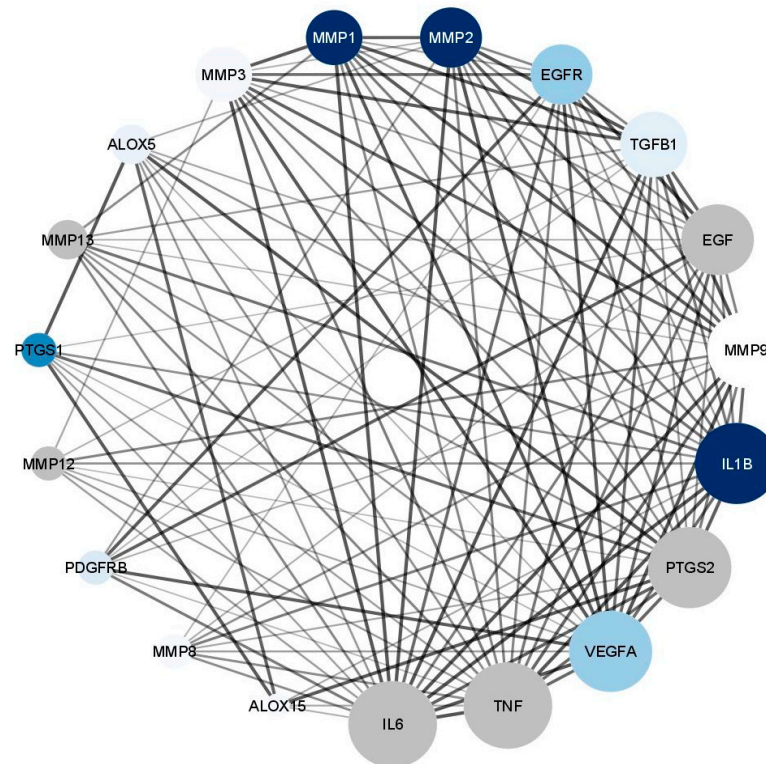 MMP1
MMP2
MMP3
EGFR
ALOX5
TGFB1
MMP13
EGF
PTGS1
MMP9
MMP12
IL1B
PDGFRB
PTGS2
MMP8
VEGFA
ALOX15
TNF
IL6